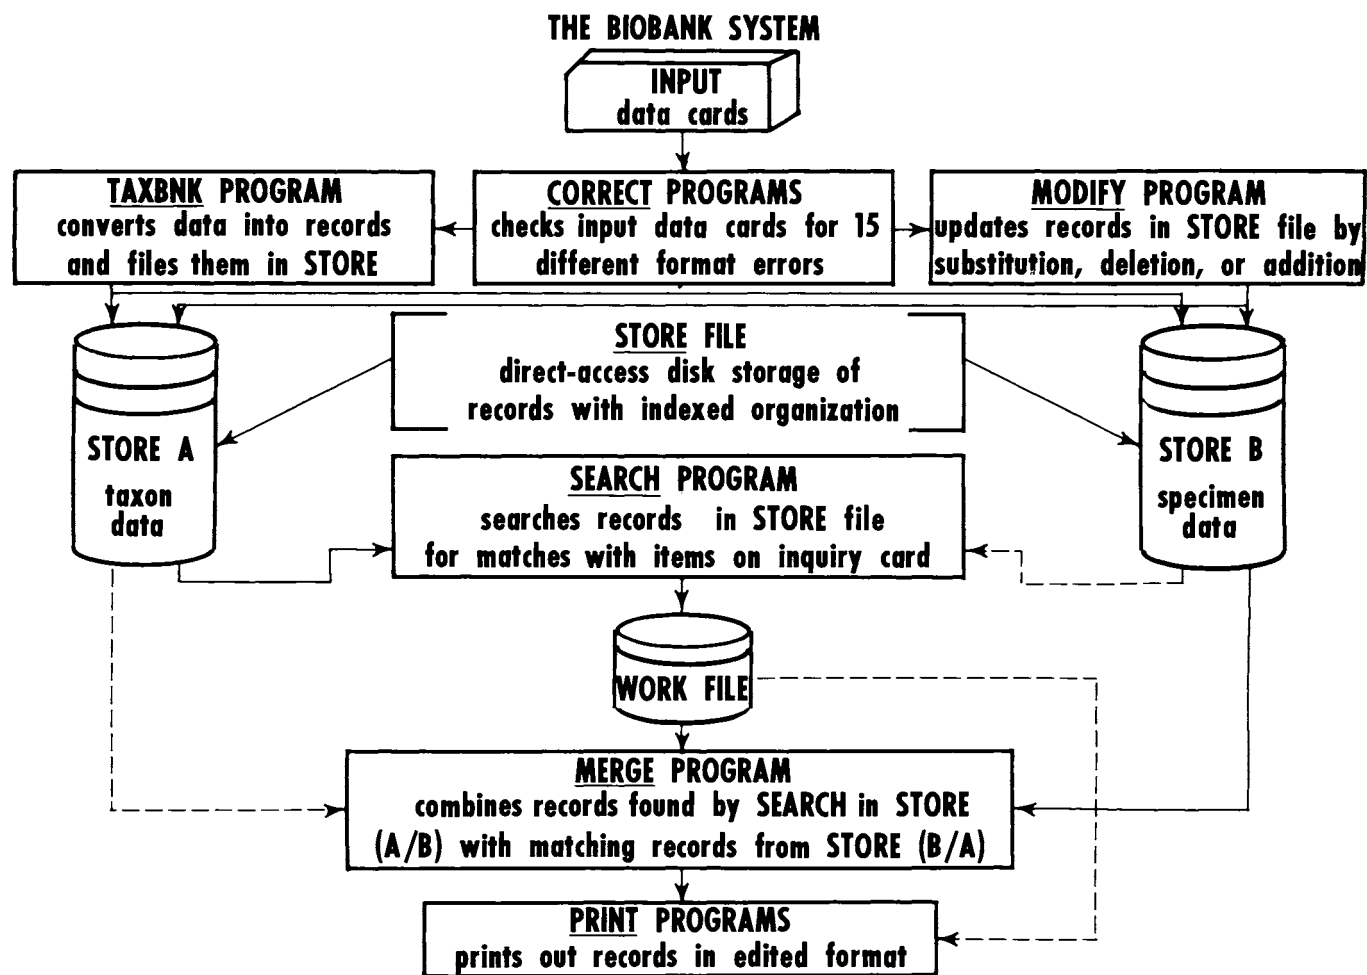 THE BIOBANK SYSTEM
INPUT
data cards
TAXBNK PROGRAM
converts data into records
and files them in STORE
CORRECT PROGRAMS
checks input data cards for 15
different format errors
MODIFY PROGRAM
updates records in STORE file by
substitution, deletion, or addition
STORE FILE
direct-access disk storage of
records with indexed organization
STORE A
taxon
data
STORE B
specimen
data
SEARCH PROGRAM
searches records in STORE file
for matches with items on inquiry card
WORK FILE
MERGE PROGRAM
combines records found by SEARCH in STORE
(A/B) with matching records from STORE (B/A)
PRINT PROGRAMS
prints out records in edited format